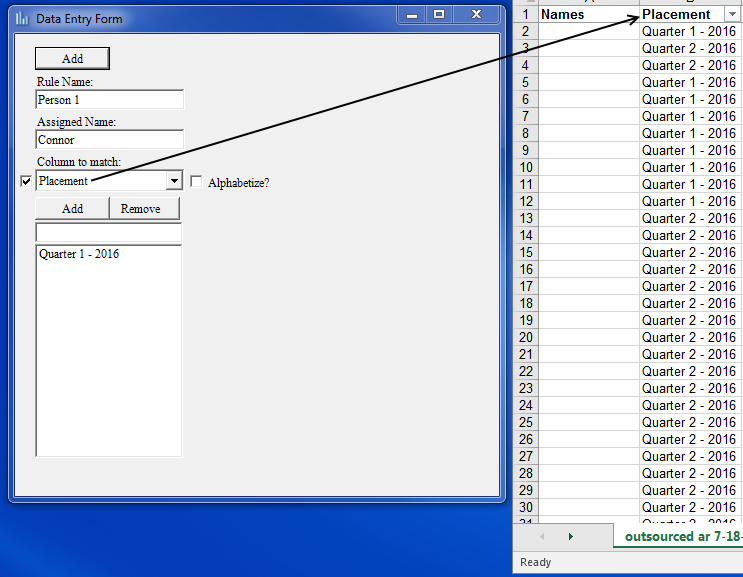 Data Entry Form
Add
Rule Name:
Person 1
Assigned Name:
Connor
Column to match:
Placement
Alphabetize?
Add Remove
Quarter 1 - 2016
1 Names Placement
2 Quarter 1 - 2016
3 Quarter 2 - 2016
4 Quarter 2 - 2016
5 Quarter 1 - 2016
6 Quarter 1 - 2016
7 Quarter 1 - 2016
8 Quarter 1 - 2016
9 Quarter 1 - 2016
10 Quarter 1 - 2016
11 Quarter 1 - 2016
12 Quarter 1 - 2016
13 Quarter 2 - 2016
14 Quarter 2 - 2016
15 Quarter 2 - 2016
16 Quarter 2 - 2016
17 Quarter 2 - 2016
18 Quarter 2 - 2016
19 Quarter 2 - 2016
20 Quarter 2 - 2016
21 Quarter 2 - 2016
22 Quarter 2 - 2016
23 Quarter 2 - 2016
24 Quarter 2 - 2016
25 Quarter 2 - 2016
26 Quarter 2 - 2016
27 Quarter 2 - 2016
28 Quarter 2 - 2016
29 Quarter 2 - 2016
30 Quarter 2 - 2016
outsourced ar 7-18-
Ready